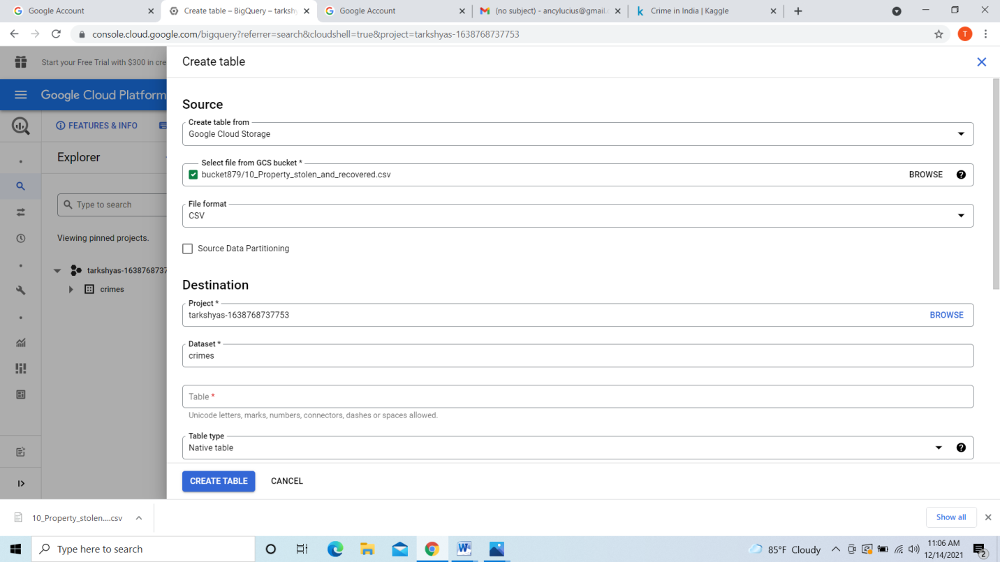 Google Account
Create table – BigQuery – tarksh
Google Account
(no subject) - ancylucius@gmail.
Crime in India | Kaggle
console.cloud.google.com/bigquery?referrer=search&cloudshell=true&project=tarkshyas-1638768737753
T
Start your Free Trial with $300 in cre
Create table
Google Cloud Platform
FEATURES & INFO
Explorer
Type to search
Viewing pinned projects.
tarkshyas-163876873
crimes
Source
Create table from
Google Cloud Storage
Select file from GCS bucket *
bucket879/10_Property_stolen_and_recovered.csv
BROWSE
File format
CSV
Source Data Partitioning
Destination
Project *
tarkshyas-1638768737753
BROWSE
Dataset *
crimes
Table *
Unicode letters, marks, numbers, connectors, dashes or spaces allowed.
Table type
Native table
CREATE TABLE
CANCEL
10_Property_stolen....csv
Show all
Type here to search
85°F Cloudy
11:06 AM
12/14/2021
2